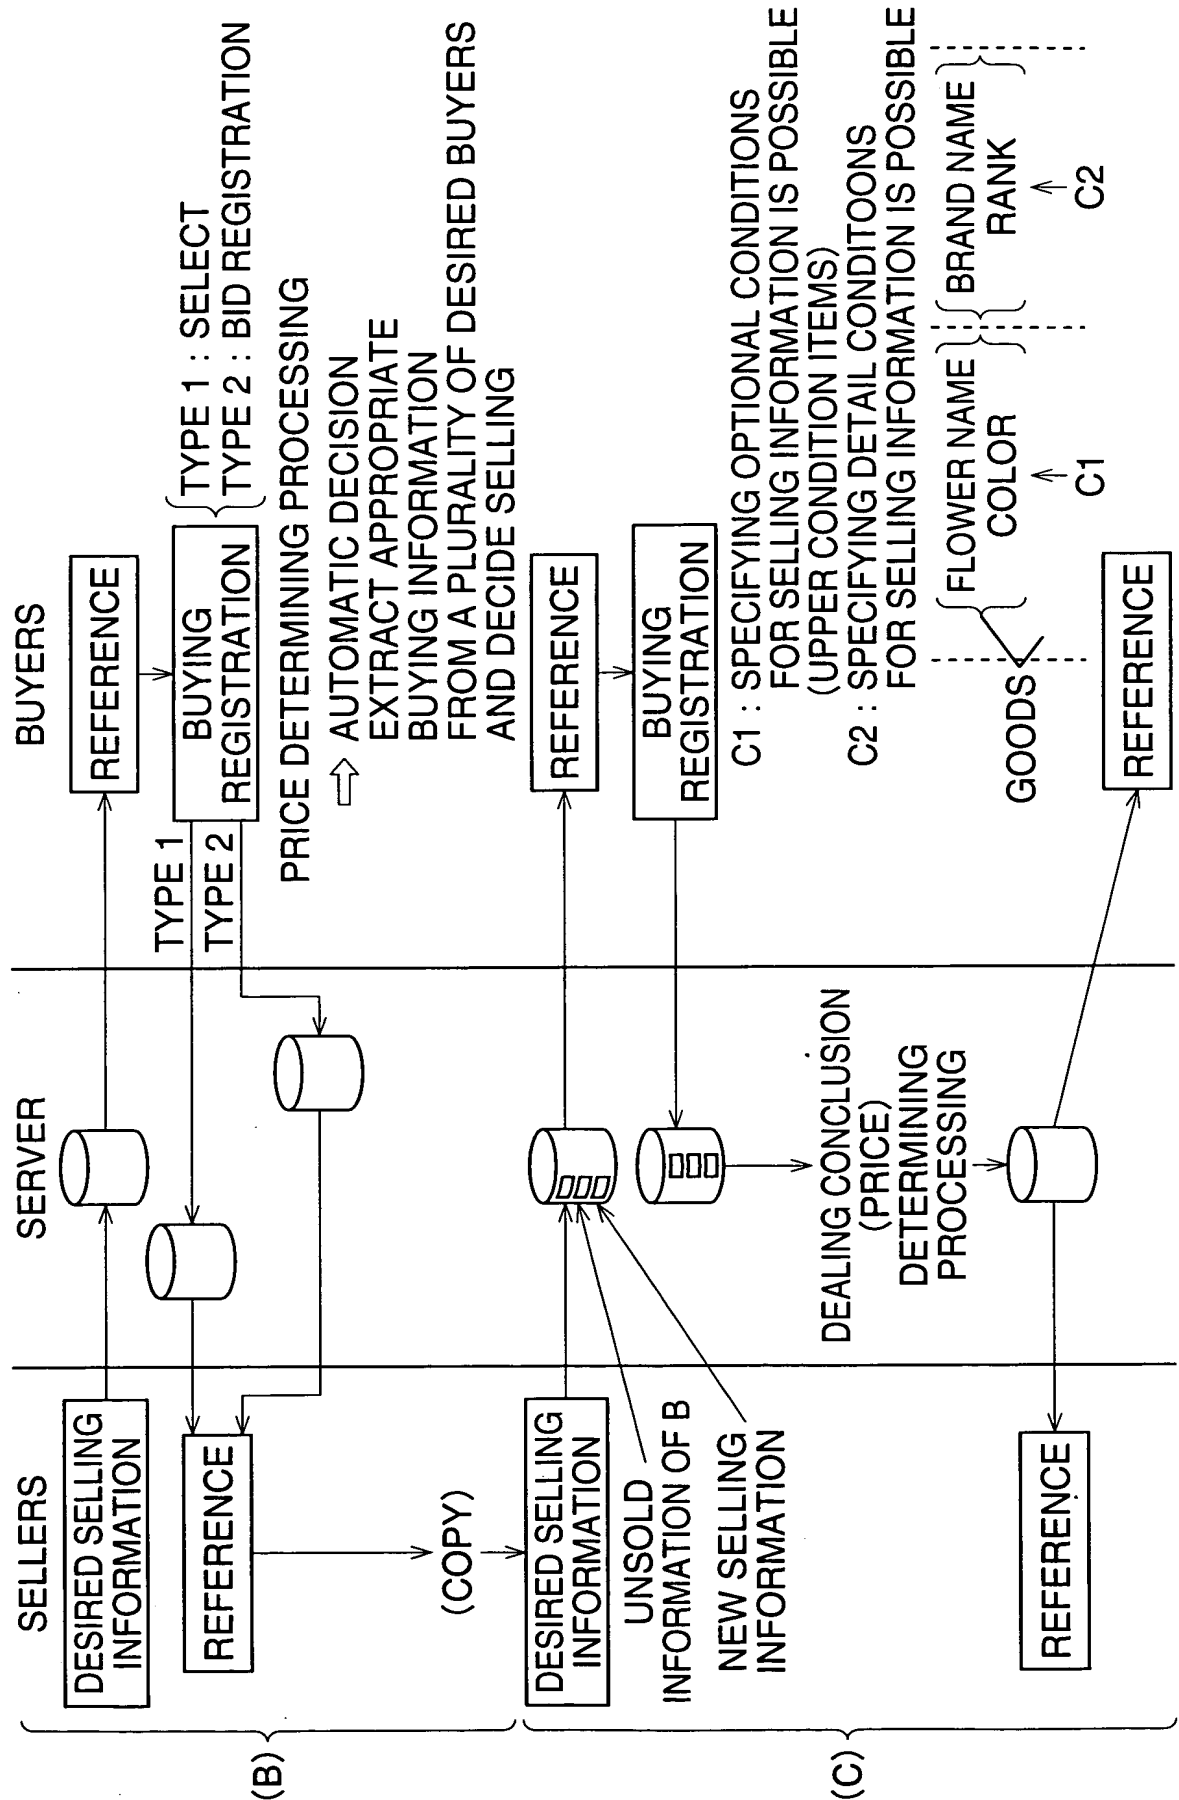 SELLERS
SERVER
BUYERS
(B)
DESIRED SELLING
INFORMATION
REFERENCE
REFERENCE
BUYING
REGISTRATION
TYPE 1 : SELECT
TYPE 2 : BID REGISTRATION
TYPE 1
TYPE 2
PRICE DETERMINING PROCESSING
AUTOMATIC DECISION
EXTRACT APPROPRIATE
BUYING INFORMATION
FROM A PLURALITY OF DESIRED BUYERS
AND DECIDE SELLING
(COPY)
(C)
DESIRED SELLING
INFORMATION
UNSOLD
INFORMATION OF B
NEW SELLING
INFORMATION
REFERENCE
BUYING
REGISTRATION
C1 : SPECIFYING OPTIONAL CONDITIONS
FOR SELLING INFORMATION IS POSSIBLE
(UPPER CONDITION ITEMS)
C2 : SPECIFYING DETAIL CONDITOONS
FOR SELLING INFORMATION IS POSSIBLE
DEALING CONCLUSION
(PRICE)
DETERMINING
PROCESSING
GOODS
FLOWER NAME
COLOR
BRAND NAME
RANK
C1
C2
REFERENCE
REFERENCE